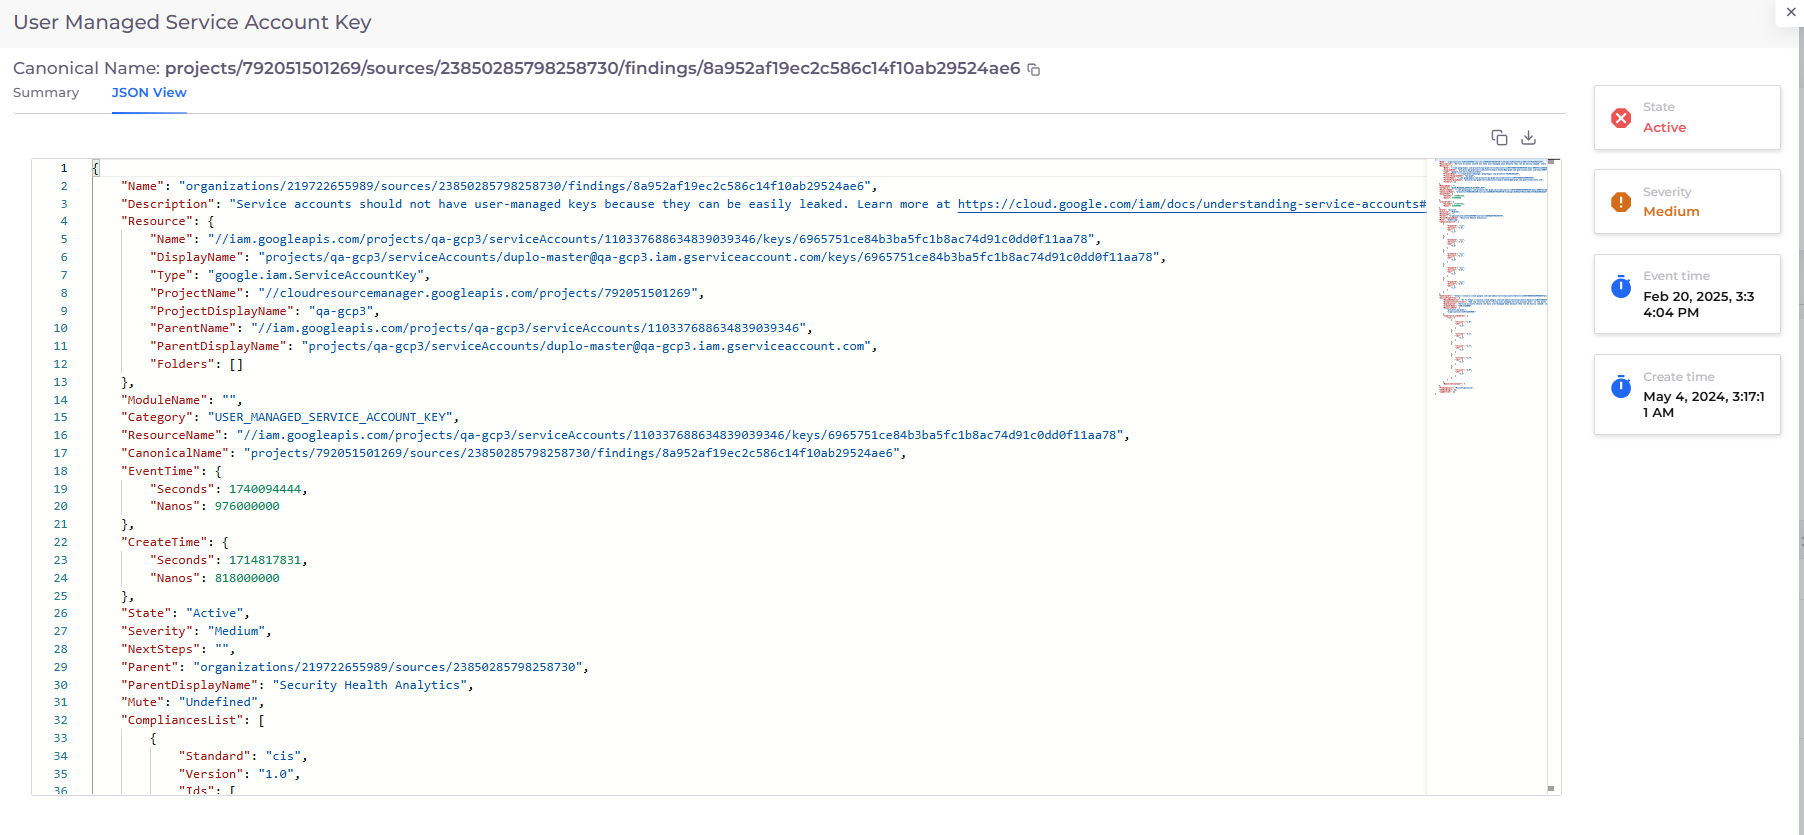 User Managed Service Account Key
Canonical Name: projects/792051501269/sources/23850285798258730/findings/8a952af19ec2c586c14f10ab29524ae6
Summary
JSON View
1 {
2 "Name": "organizations/219722655989/sources/23850285798258730/findings/8a952af19ec2c586c14f10ab29524ae6",
3 "Description": "Service accounts should not have user-managed keys because they can be easily leaked. Learn more at https://cloud.google.com/iam/docs/understanding-service-accounts#
4 "Resource": {
5 "Name": "//iam.googleapis.com/projects/qa-gcp3/serviceAccounts/110337688634839039346/keys/6965751ce84b3ba5fc1b8ac74d91c0dd0f11aa78",
6 "DisplayName": "projects/qa-gcp3/serviceAccounts/duplo-master@qa-gcp3.iam.gserviceaccount.com/keys/6965751ce84b3ba5fc1b8ac74d91c0dd0f11aa78",
7 "Type": "google.iam.ServiceAccountKey",
8 "ProjectName": "//cloudresourcemanager.googleapis.com/projects/792051501269",
9 "ProjectDisplayName": "qa-gcp3",
10 "ParentName": "//iam.googleapis.com/projects/qa-gcp3/serviceAccounts/110337688634839039346",
11 "ParentDisplayName": "projects/qa-gcp3/serviceAccounts/duplo-master@qa-gcp3.iam.gserviceaccount.com",
12 "Folders": []
13 },
14 "ModuleName": "",
15 "Category": "USER_MANAGED_SERVICE_ACCOUNT_KEY",
16 "ResourceName": "//iam.googleapis.com/projects/qa-gcp3/serviceAccounts/110337688634839039346/keys/6965751ce84b3ba5fc1b8ac74d91c0dd0f11aa78",
17 "CanonicalName": "projects/792051501269/sources/23850285798258730/findings/8a952af19ec2c586c14f10ab29524ae6",
18 "EventTime": {
19 "Seconds": 1740094444,
20 "Nanos": 976000000
21 },
22 "CreateTime": {
23 "Seconds": 1714817831,
24 "Nanos": 818000000
25 },
26 "State": "Active",
27 "Severity": "Medium",
28 "NextSteps": "",
29 "Parent": "organizations/219722655989/sources/23850285798258730",
30 "ParentDisplayName": "Security Health Analytics",
31 "Mute": "Undefined",
32 "CompliancesList": [
33 {
34 "Standard": "cis",
35 "Version": "1.0",
36 "Ids": [
State
Active
Severity
Medium
Event time
Feb 20, 2025, 3:3
4:04 PM
Create time
May 4, 2024, 3:17:1
1 AM